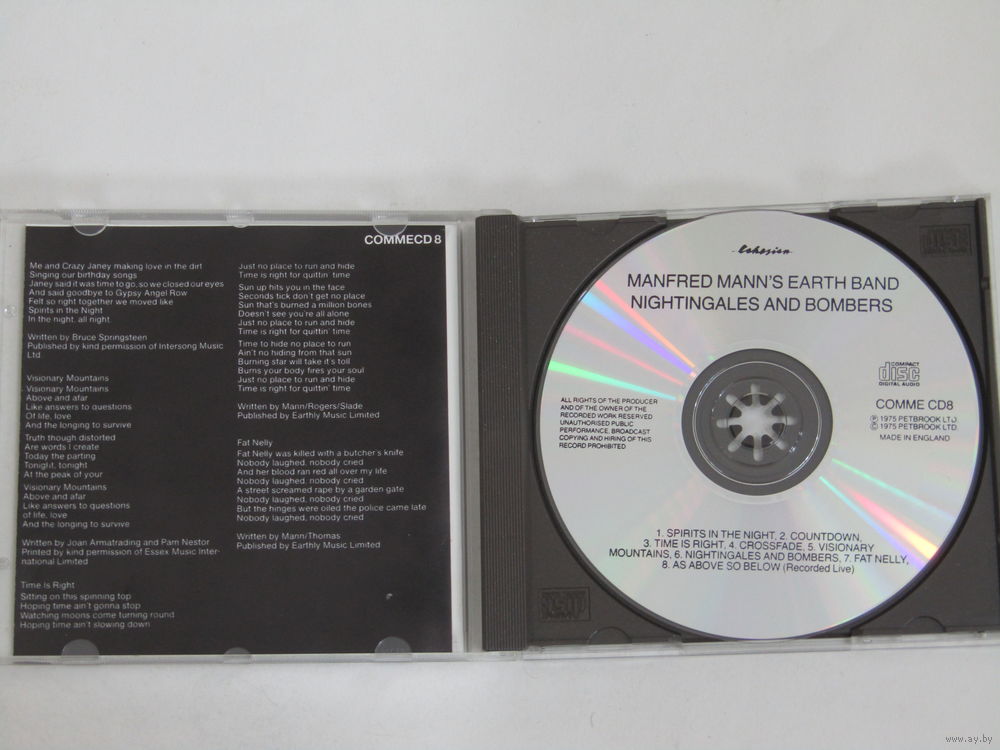 COMMECD 8
Me and Crazy Janey making love in the dirt
Singing our birthday songs
Janey said it was time to go, so we closed our eyes
And said goodbye to Gypsy Angel Row
Felt so right together we moved like
Spirits in the Night
In the night, all night.
Written by Bruce Springsteen
Published by kind permission of Intersong Music
Ltd.
Visionary Mountains
Visionary Mountains
Above and afar
Like answers to questions
Of life, love
And the longing to survive
Truth though distorted
Are words I create
Today the parting
Tonight, tonight
At the peak of your
Visionary Mountains
Above and afar
Like answers to questions
of life, love
And the longing to survive
Written by Joan Armatrading and Pam Nestor
Printed by kind permission of Essex Music Inter-
national Limited
Time Is Right
Sitting on this spinning top
Hoping time ain't gonna stop
Watching moons come turning round
Hoping time ain't slowing down
Just no place to run and hide
Time is right for quittin' time
Sun up hits you in the face
Seconds tick don't get no place
Sun that's burned a million bones
Doesn't see you're all alone
Just no place to run and hide
Time is right for quittin' time
Time to hide no place to run
Ain't no hiding from that sun
Burning star will take it's toll
Burns your body fires your soul
Just no place to run and hide
Time is right for quittin' time
Written by Mann/Rogers/Slade
Published by Earthly Music Limited
Fat Nelly
Fat Nelly was killed with a butcher's knife
Nobody laughed, nobody cried
And her blood ran red all over my life
Nobody laughed, nobody cried
A street screamed rape by a garden gate
Nobody laughed, nobody cried
But the hinges were oiled the police came late
Nobody laughed, nobody cried
Written by Mann/Thomas
Published by Earthly Music Limited
Cohesion
MANFRED MANN'S EARTH BAND
NIGHTINGALES AND BOMBERS
COMPACT
disc
DIGITAL AUDIO
ALL RIGHTS OF THE PRODUCER
AND OF THE OWNER OF THE
RECORDED WORK RESERVED
UNAUTHORISED PUBLIC
PERFORMANCE, BROADCAST
COPYING AND HIRING OF THIS
RECORD PROHIBITED
COMME CD8
℗ 1975 PETBROOK LTD.
© 1975 PETBROOK LTD.
MADE IN ENGLAND
1. SPIRITS IN THE NIGHT, 2. COUNTDOWN,
3. TIME IS RIGHT, 4. CROSSFADE, 5. VISIONARY
MOUNTAINS, 6. NIGHTINGALES AND BOMBERS, 7. FAT NELLY,
8. AS ABOVE SO BELOW (Recorded Live)
www.ay.by